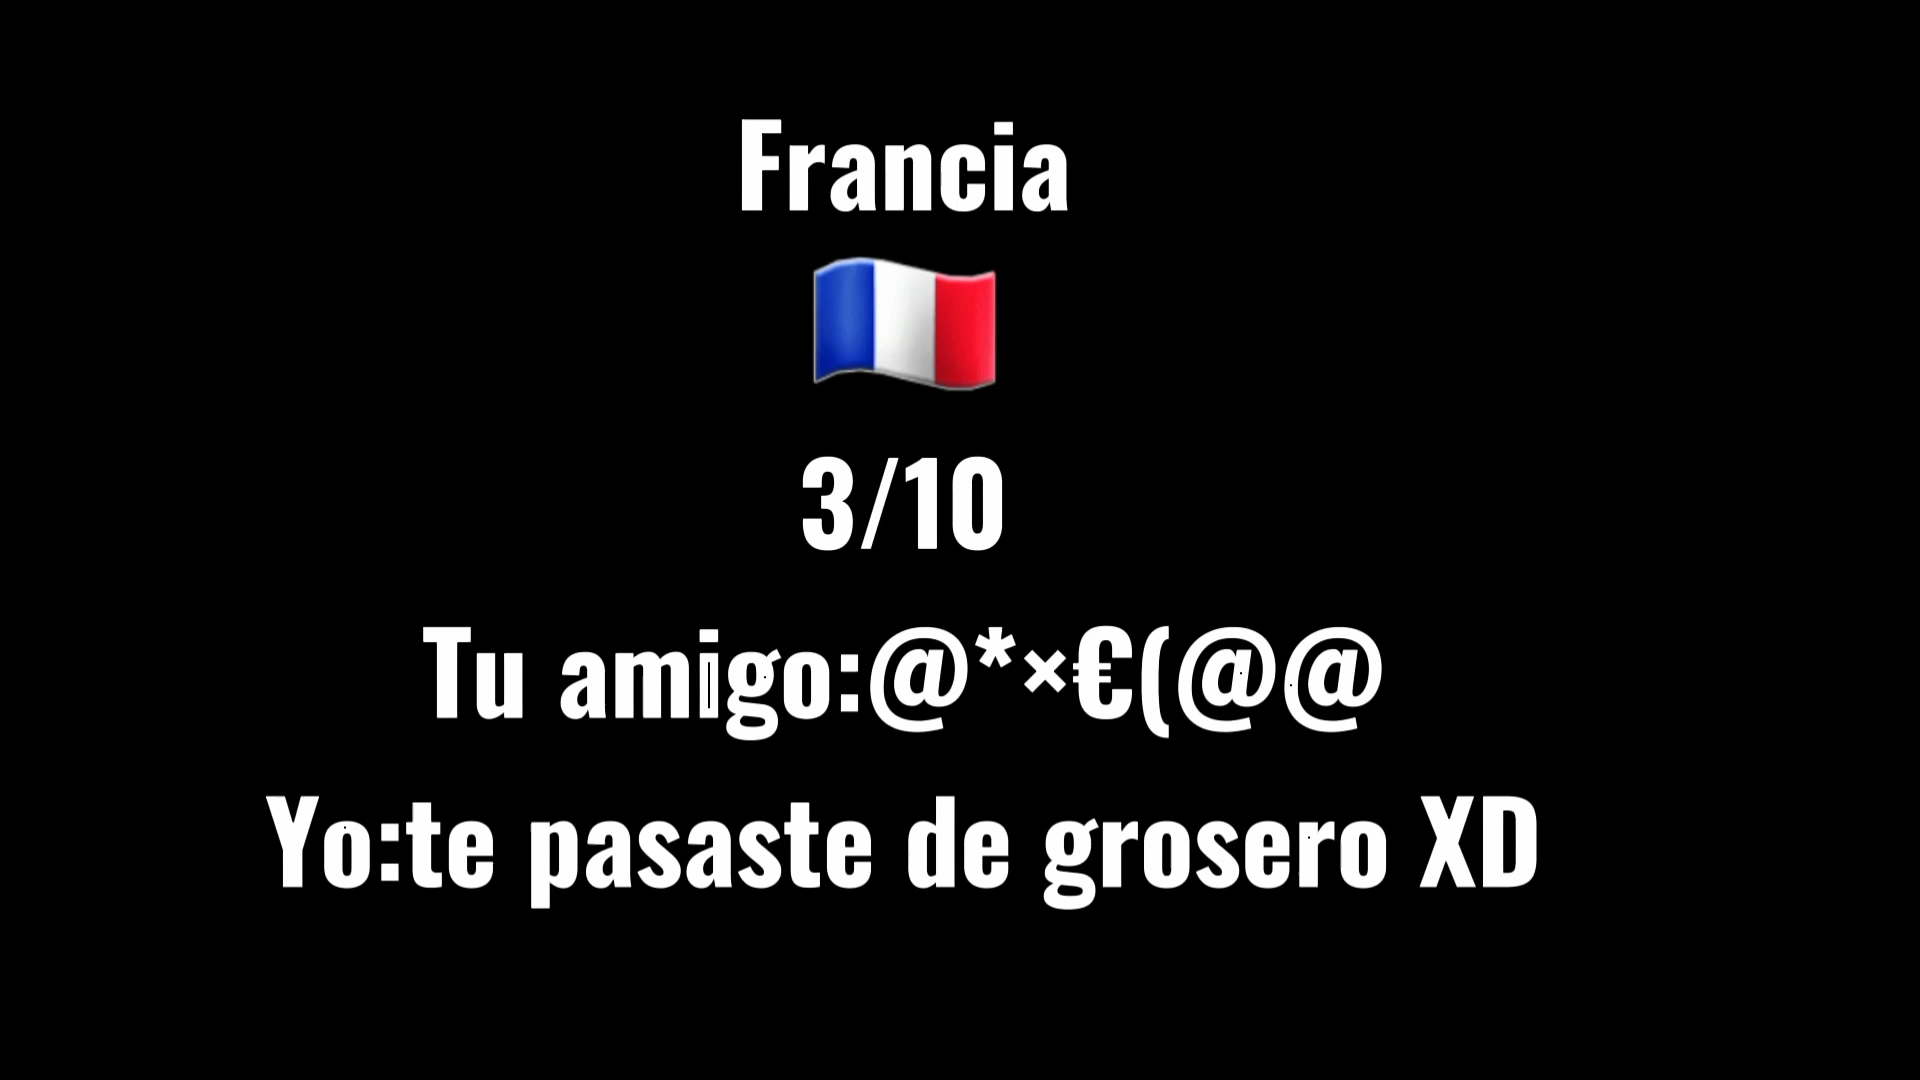 Francia
🇫🇷
3/10
Tu amigo:@*×€(@@
Yo:te pasaste de grosero XD